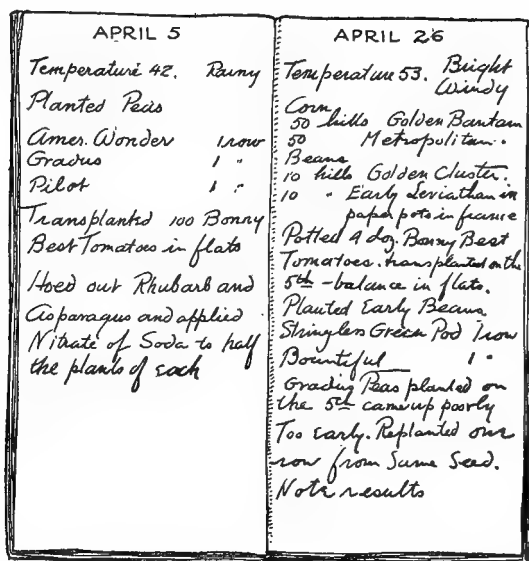 APRIL 5
Temperature 42. Rainy
Planted Peas
Amer. Wonder 1 row
Gradus 1 "
Pilot 1 "
Transplanted 100 Bonny
Best Tomatoes in flats
Hoed out Rhubarb and
Asparagus and applied
Nitrate of Soda to half
the plants of each
APRIL 26
Temperature 53. Bright
Windy
Corn
50 hills Golden Bantam
50 Metropolitan.
Beans
10 hills Golden Cluster.
10 " Early Leviathan in
paper pots in frame
Potted 4 doz. Bonny Best
Tomatoes. transplanted on the
5th - balance in flats.
Planted Early Beans.
Stringless Green Pod 1 row
Bountiful 1 "
Gradus Peas planted on
the 5th came up poorly
Too Early. Replanted one
row from Same Seed.
Note results